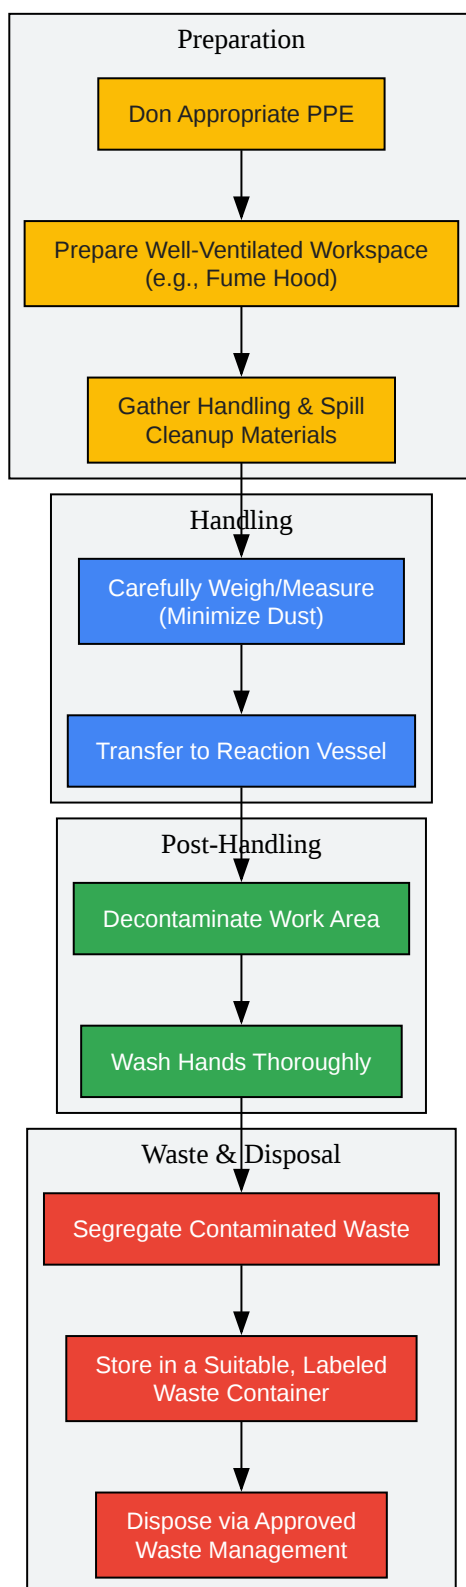 Preparation
Don Appropriate PPE
Prepare Well-Ventilated Workspace
(e.g., Fume Hood)
Gather Handling & Spill
Cleanup Materials
Handling
Carefully Weigh/Measure
(Minimize Dust)
Transfer to Reaction Vessel
Post-Handling
Decontaminate Work Area
Wash Hands Thoroughly
Waste & Disposal
Segregate Contaminated Waste
Store in a Suitable, Labeled
Waste Container
Dispose via Approved
Waste Management